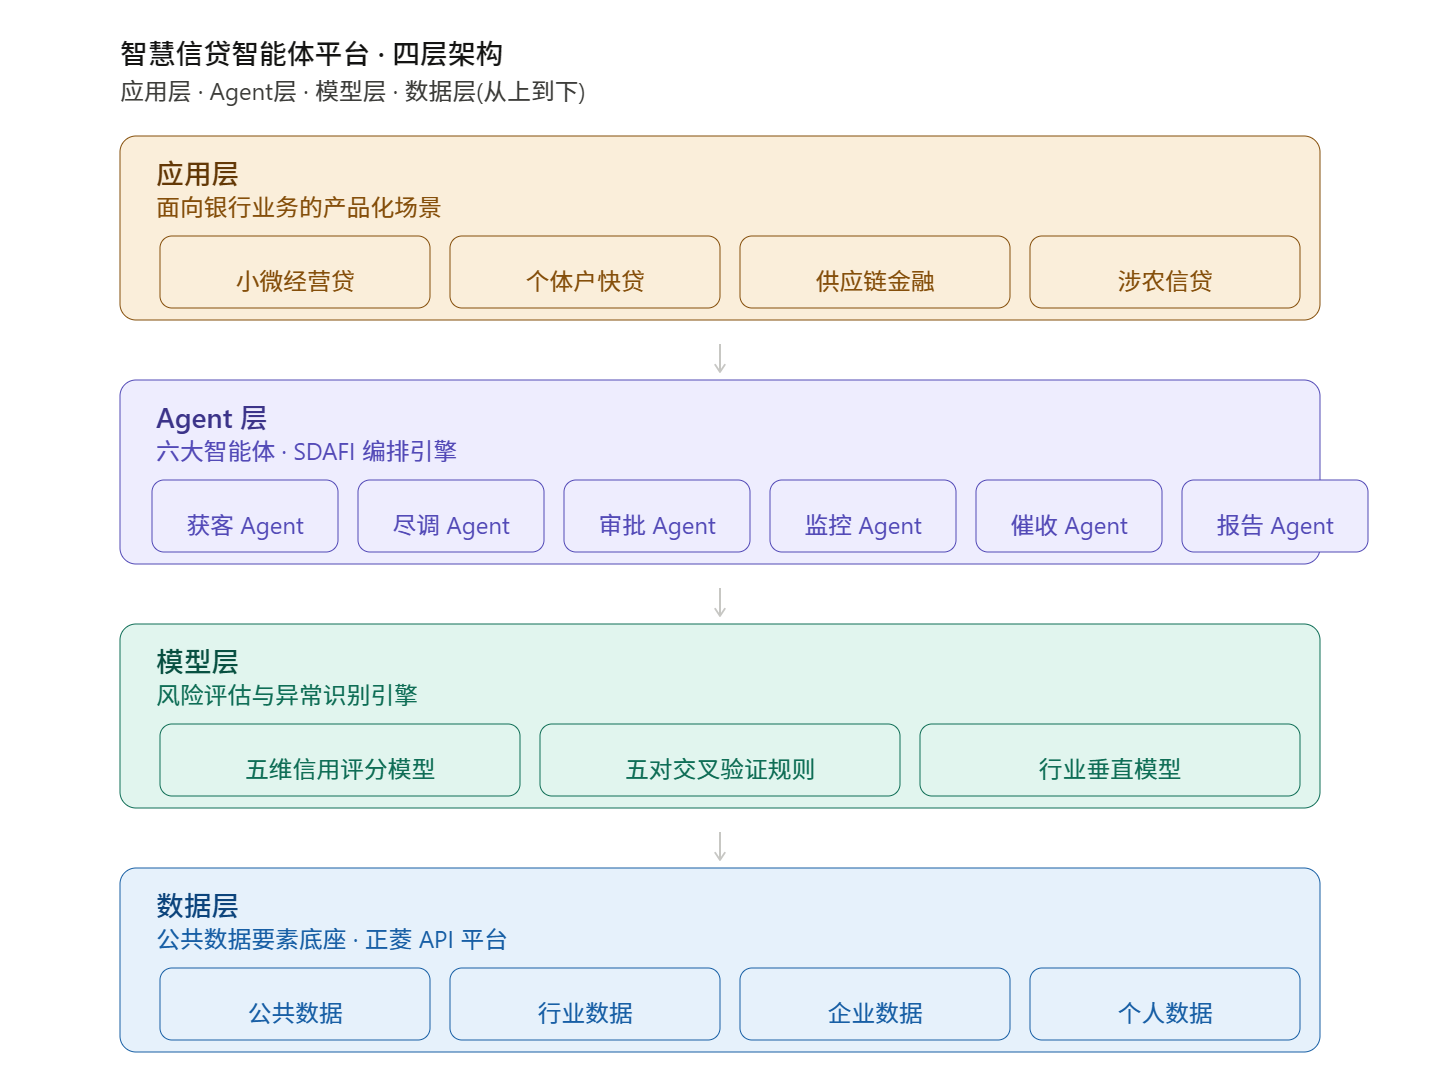 智慧信贷智能体平台 · 四层架构
应用层 · Agent层 · 模型层 · 数据层(从上到下)
应用层
面向银行业务的产品化场景
小微经营贷
个体户快贷
供应链金融
涉农信贷
Agent 层
六大智能体 · SDAFI 编排引擎
获客 Agent
尽调 Agent
审批 Agent
监控 Agent
催收 Agent
报告 Agent
模型层
风险评估与异常识别引擎
五维信用评分模型
五对交叉验证规则
行业垂直模型
数据层
公共数据要素底座 · 正菱 API 平台
公共数据
行业数据
企业数据
个人数据